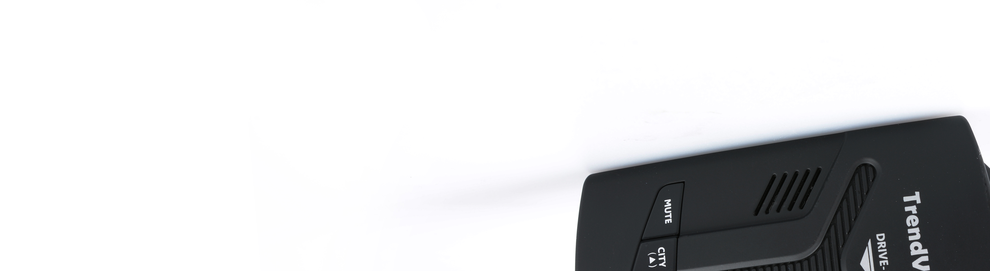 MUTE
CITY
(▲)
TrendV
DRIVE-